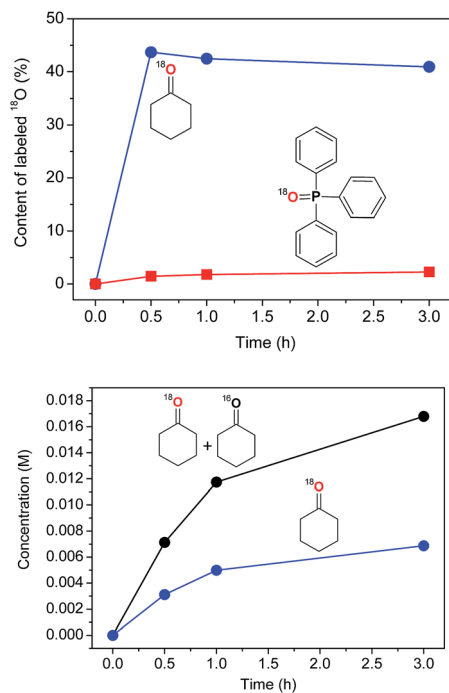 Content of labeled ¹⁸O (%)
50
40
30
20
10
0
¹⁸O
¹⁸O=P
0.0 0.5 1.0 1.5 2.0 2.5 3.0
Time (h)
Concentration (M)
0.018
0.016
0.014
0.012
0.010
0.008
0.006
0.004
0.002
0.000
¹⁸O ¹⁶O
+
¹⁸O
0.0 0.5 1.0 1.5 2.0 2.5 3.0
Time (h)